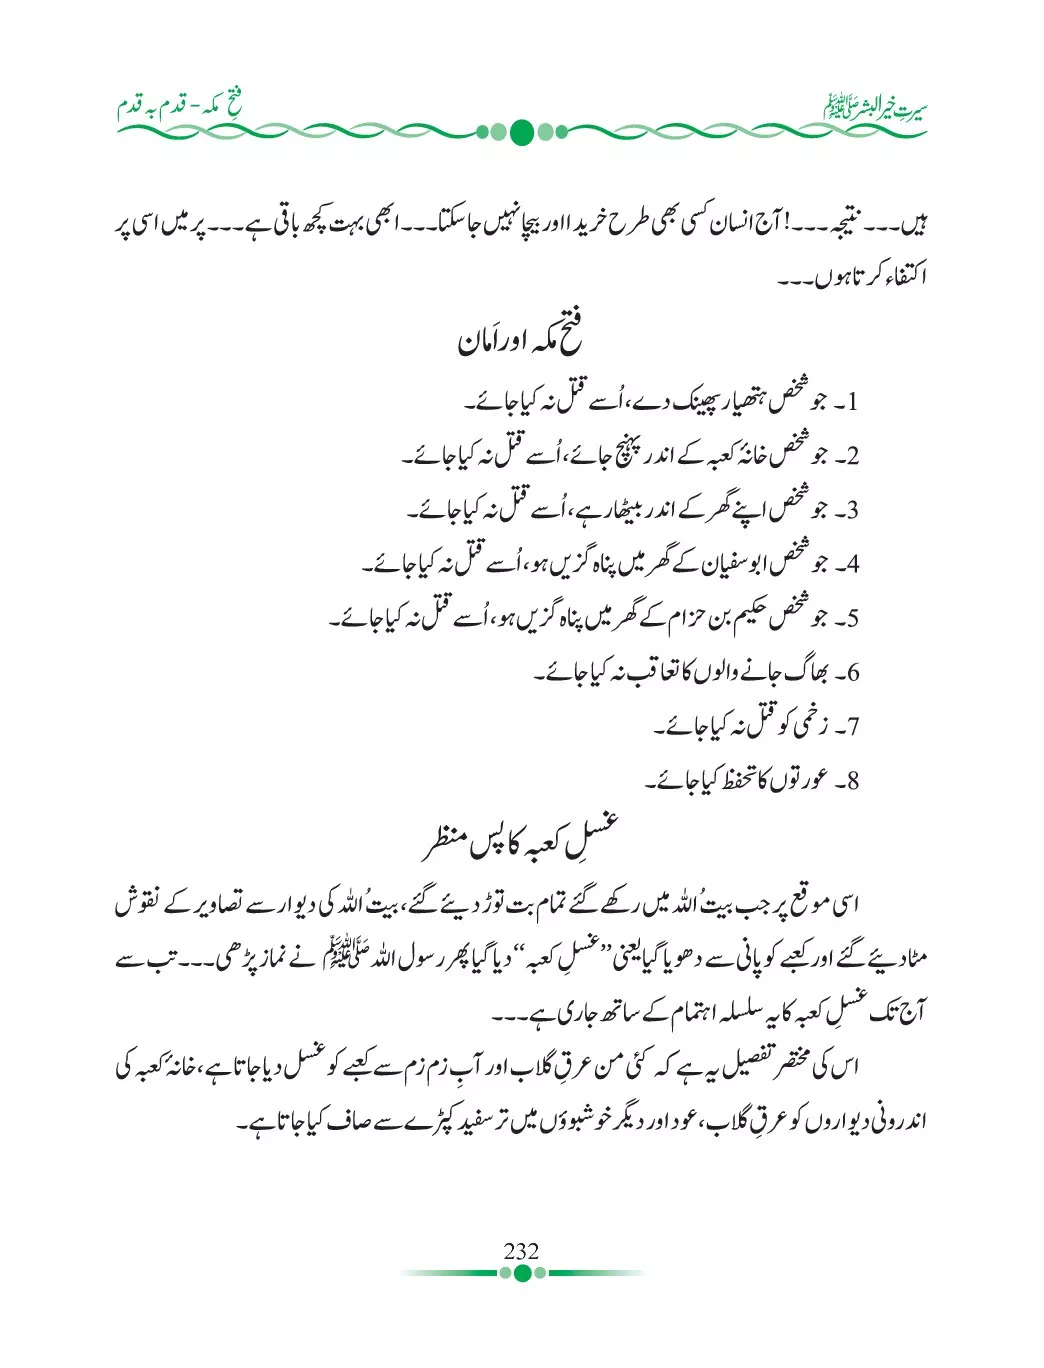 سیرتِ خیر البشر ﷺ
فتحِ مکہ - قدم بہ قدم
ہیں۔۔۔ نتیجہ۔۔۔! آج انسان کسی بھی طرح خریدا اور بیچا نہیں جا سکتا۔۔۔ ابھی بہت کچھ باقی ہے۔۔۔ پر میں اسی پر
اکتفاء کرتا ہوں۔۔۔
فتح مکہ اور اَمان
1۔ جو شخص ہتھیار پھینک دے، اُسے قتل نہ کیا جائے۔
2۔ جو شخص خانۂ کعبہ کے اندر پہنچ جائے، اُسے قتل نہ کیا جائے۔
3۔ جو شخص اپنے گھر کے اندر بیٹھا رہے، اُسے قتل نہ کیا جائے۔
4۔ جو شخص ابوسفیان کے گھر میں پناہ گزیں ہو، اُسے قتل نہ کیا جائے۔
5۔ جو شخص حکیم بن حزام کے گھر میں پناہ گزیں ہو، اُسے قتل نہ کیا جائے۔
6۔ بھاگ جانے والوں کا تعاقب نہ کیا جائے۔
7۔ زخمی کو قتل نہ کیا جائے۔
8۔ عورتوں کا تحفظ کیا جائے۔
غسلِ کعبہ کا پس منظر
اسی موقع پر جب بیتُ اللہ میں رکھے گئے تمام بت توڑ دیئے گئے، بیتُ اللہ کی دیوار سے تصاویر کے نقوش
مٹا دیئے گئے اور کعبے کو پانی سے دھویا گیا یعنی ”غسلِ کعبہ“ دیا گیا پھر رسول اللہ ﷺ نے نماز پڑھی۔۔۔ تب سے
آج تک غسلِ کعبہ کا یہ سلسلہ اہتمام کے ساتھ جاری ہے۔۔۔
اس کی مختصر تفصیل یہ ہے کہ کئی من عرقِ گلاب اور آبِ زم زم سے کعبے کو غسل دیا جاتا ہے، خانۂ کعبہ کی
اندرونی دیواروں کو عرقِ گلاب، عود اور دیگر خوشبوؤں میں تر سفید کپڑے سے صاف کیا جاتا ہے۔
232